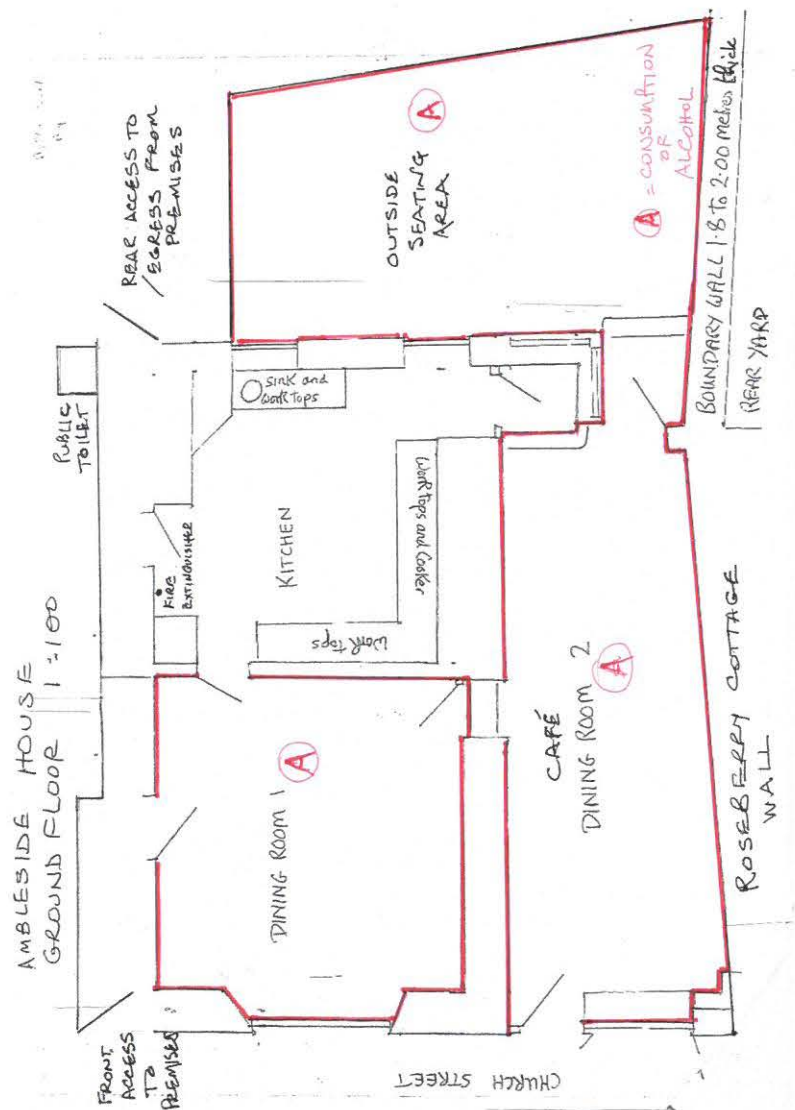 AMBLESIDE HOUSE
GROUND FLOOR 1 = 100
FRONT
ACCESS
TO
PREMISES
PUBLIC
TOILET
REAR ACCESS TO
EGRESS FROM
PREMISES
FIRE
EXTINGUISHER
SINK and
work tops
KITCHEN
Work Tops
Work Tops and Cooker
DINING ROOM 1
A
OUTSIDE
SEATING
AREA
A
CAFÉ
DINING ROOM 2
A
A = CONSUMPTION
OF
ALCOHOL
BOUNDARY WALL 1.8 to 2.00 metres thick
REAR YARD
ROSEBERRY COTTAGE
WALL
CHURCH STREET